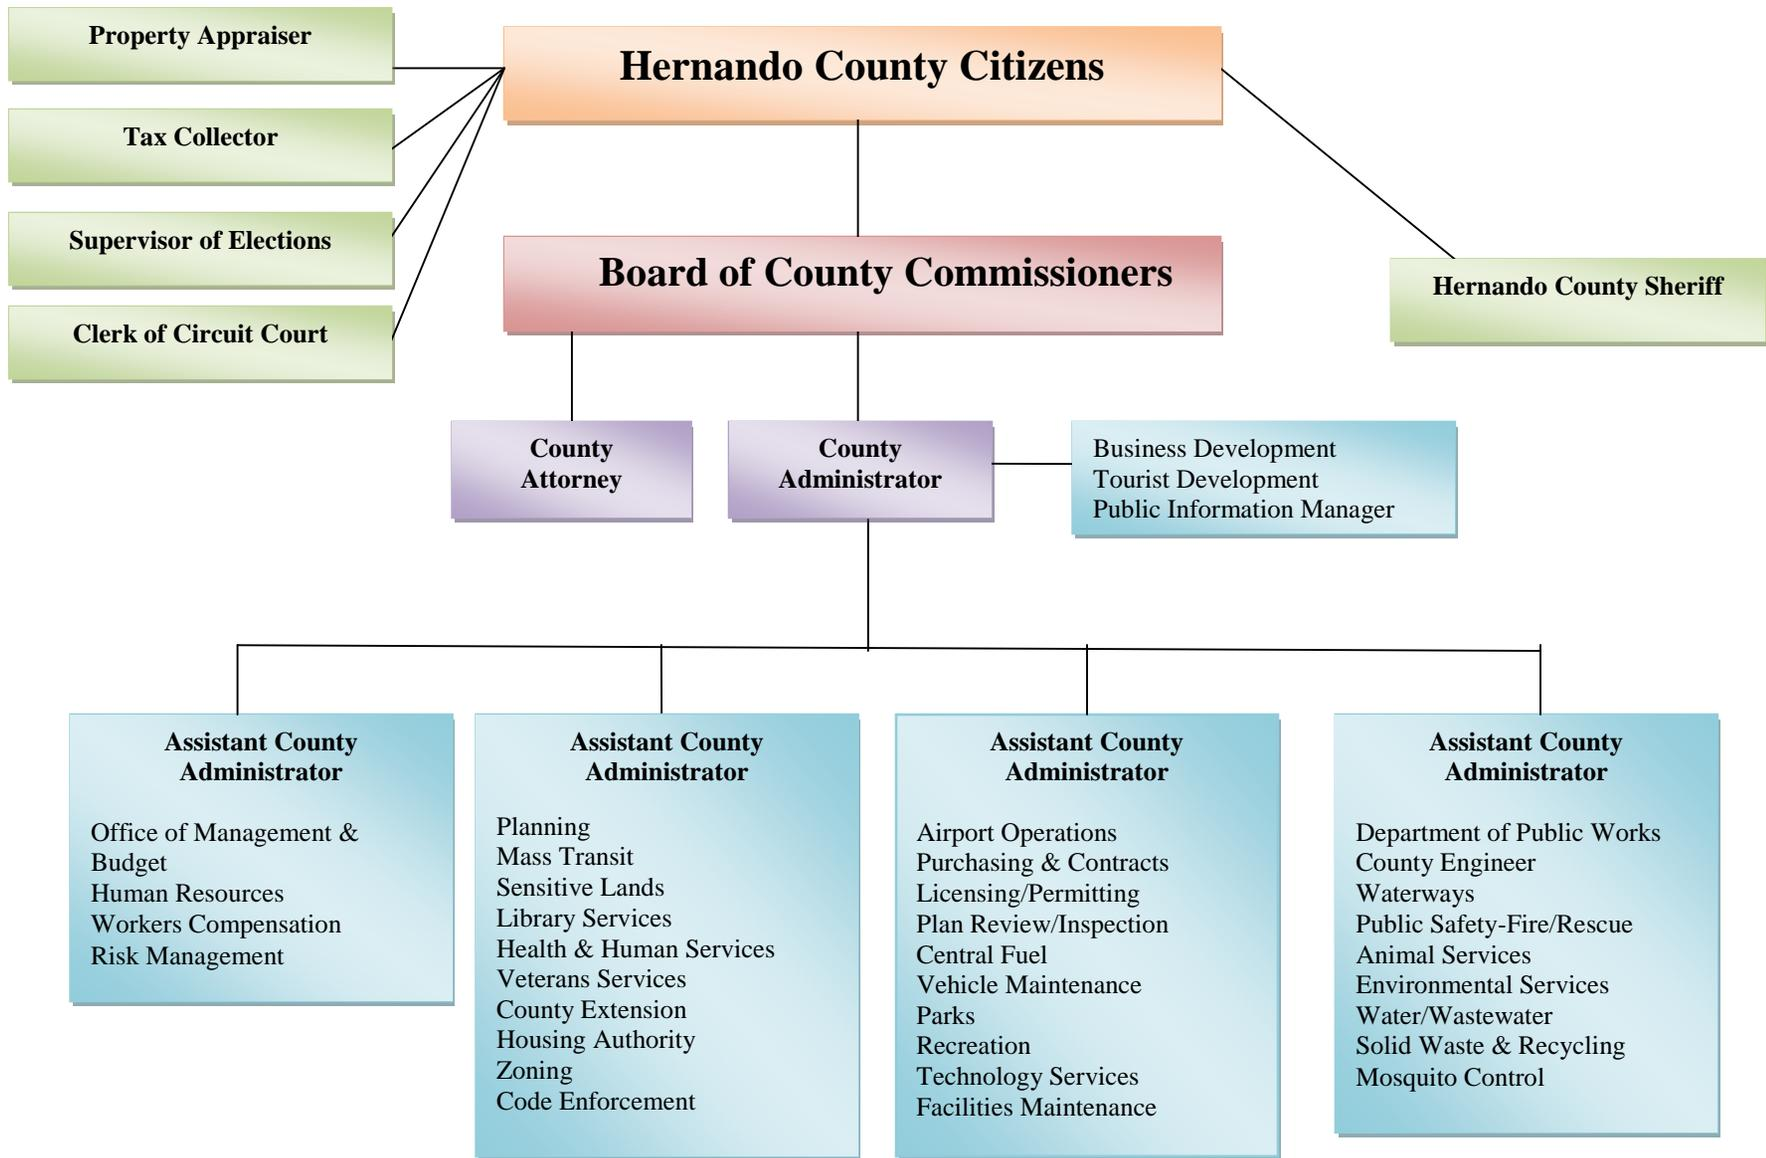 Property Appraiser
Tax Collector
Supervisor of Elections
Clerk of Circuit Court
Hernando County Citizens
Board of County Commissioners
Hernando County Sheriff
County
Attorney
County
Administrator
Business Development
Tourist Development
Public Information Manager
Assistant County
Administrator
Office of Management &
Budget
Human Resources
Workers Compensation
Risk Management
Assistant County
Administrator
Planning
Mass Transit
Sensitive Lands
Library Services
Health & Human Services
Veterans Services
County Extension
Housing Authority
Zoning
Code Enforcement
Assistant County
Administrator
Airport Operations
Purchasing & Contracts
Licensing/Permitting
Plan Review/Inspection
Central Fuel
Vehicle Maintenance
Parks
Recreation
Technology Services
Facilities Maintenance
Assistant County
Administrator
Department of Public Works
County Engineer
Waterways
Public Safety-Fire/Rescue
Animal Services
Environmental Services
Water/Wastewater
Solid Waste & Recycling
Mosquito Control